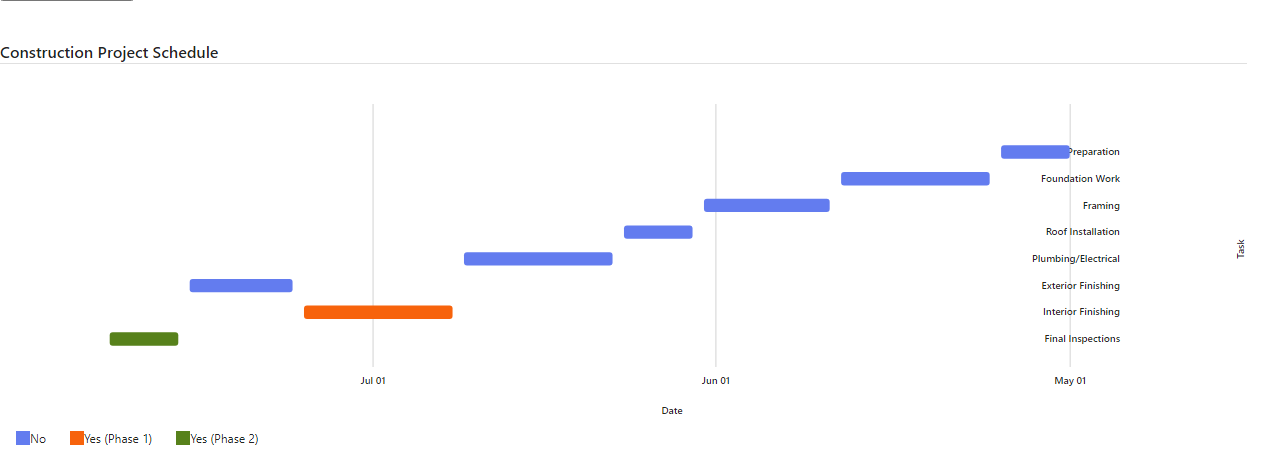 Construction Project Schedule
Preparation
Foundation Work
Framing
Roof Installation
Plumbing/Electrical
Exterior Finishing
Interior Finishing
Final Inspections
Task
Jul 01
Jun 01
May 01
Date
No
Yes (Phase 1)
Yes (Phase 2)